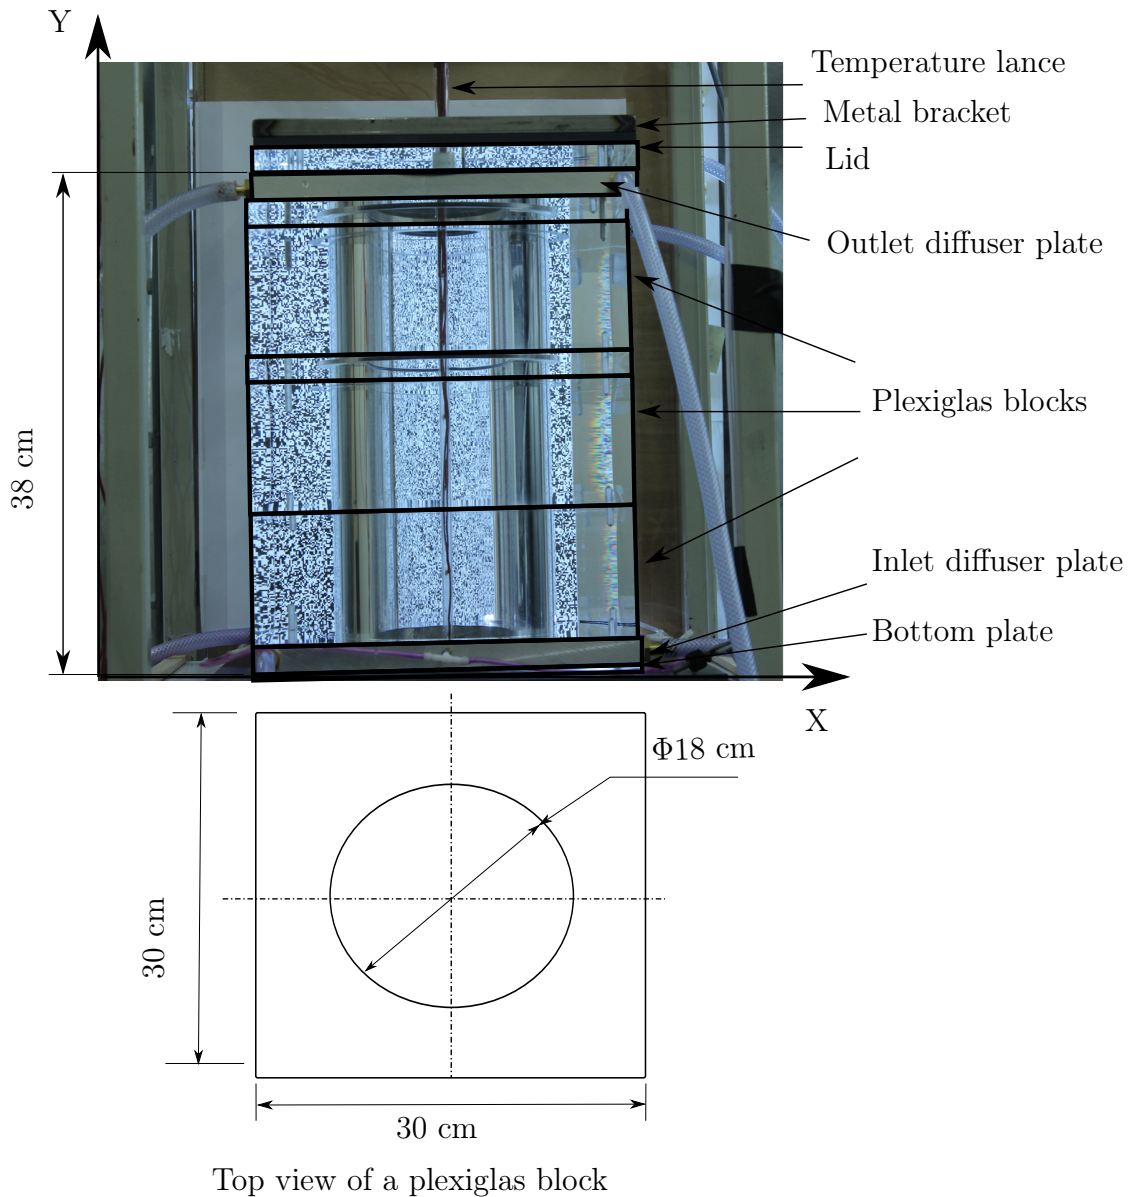 Y
Temperature lance
Metal bracket
Lid
Outlet diffuser plate
Plexiglas blocks
38 cm
Inlet diffuser plate
Bottom plate
X
Φ18 cm
30 cm
30 cm
Top view of a plexiglas block